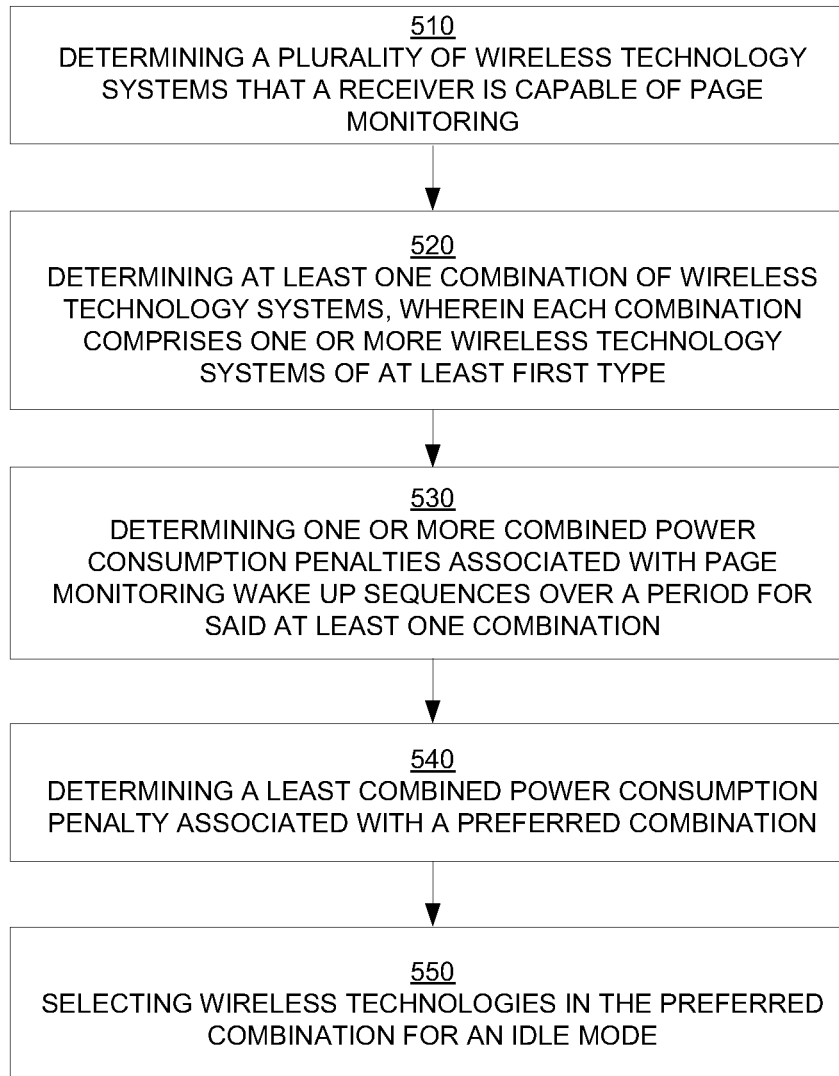 510
DETERMINING A PLURALITY OF WIRELESS TECHNOLOGY
SYSTEMS THAT A RECEIVER IS CAPABLE OF PAGE
MONITORING
520
DETERMINING AT LEAST ONE COMBINATION OF WIRELESS
TECHNOLOGY SYSTEMS, WHEREIN EACH COMBINATION
COMPRISES ONE OR MORE WIRELESS TECHNOLOGY
SYSTEMS OF AT LEAST FIRST TYPE
530
DETERMINING ONE OR MORE COMBINED POWER
CONSUMPTION PENALTIES ASSOCIATED WITH PAGE
MONITORING WAKE UP SEQUENCES OVER A PERIOD FOR
SAID AT LEAST ONE COMBINATION
540
DETERMINING A LEAST COMBINED POWER CONSUMPTION
PENALTY ASSOCIATED WITH A PREFERRED COMBINATION
550
SELECTING WIRELESS TECHNOLOGIES IN THE PREFERRED
COMBINATION FOR AN IDLE MODE